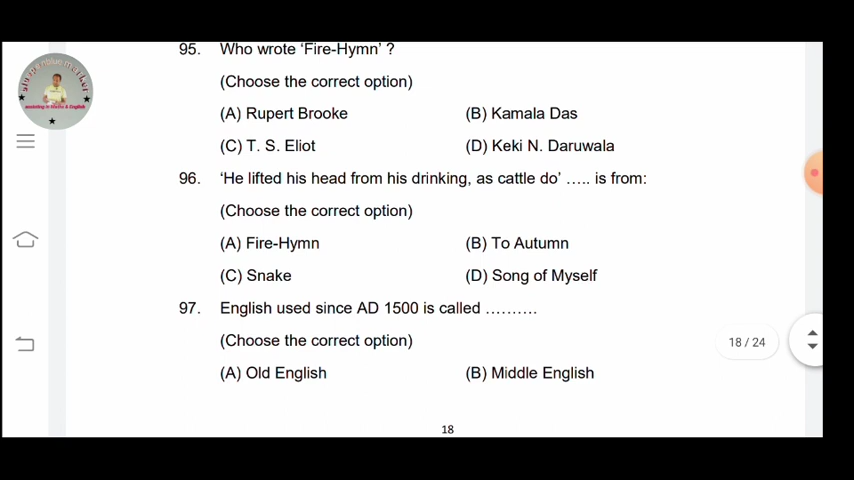 95. Who wrote ‘Fire-Hymn’ ?
(Choose the correct option)
(A) Rupert Brooke (B) Kamala Das
(C) T. S. Eliot (D) Keki N. Daruwala
96. ‘He lifted his head from his drinking, as cattle do’ ….. is from:
(Choose the correct option)
(A) Fire-Hymn (B) To Autumn
(C) Snake (D) Song of Myself
97. English used since AD 1500 is called ……….
(Choose the correct option)
18 / 24
(A) Old English (B) Middle English
18